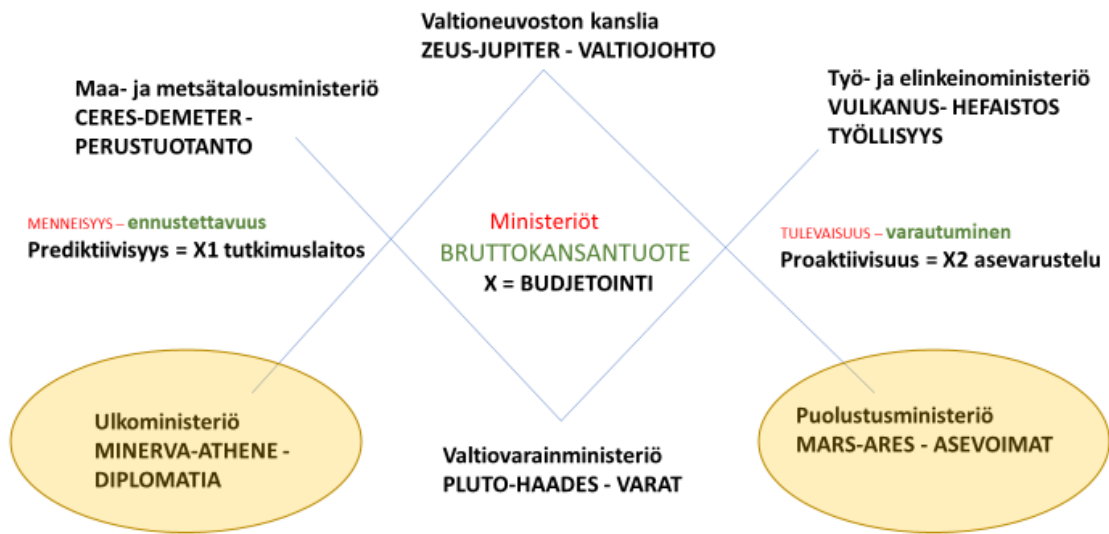 Valtioneuvoston kanslia
ZEUS-JUPITER - VALTIOJOHTO
Maa- ja metsätalousministeriö
CERES-DEMETER -
PERUSTUOTANTO
Työ- ja elinkeinoministeriö
VULKANUS- HEFAISTOS
TYÖLLISYYS
MENNEISYYS – ennustettavuus
Prediktiivisyys = X1 tutkimuslaitos
Ministeriöt
BRUTTOKANSANTUOTE
X = BUDJETOINTI
TULEVAISUUS – varautuminen
Proaktiivisuus = X2 asevarustelu
Ulkoministeriö
MINERVA-ATHENE -
DIPLOMATIA
Valtiovarainministeriö
PLUTO-HAADES - VARAT
Puolustusministeriö
MARS-ARES - ASEVOIMAT